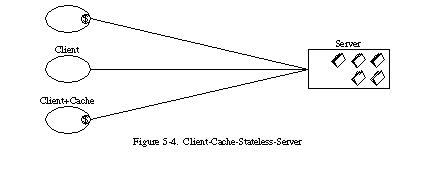 Server
Client
Client+Cache
Figure 5-4. Client-Cache-Stateless-Server